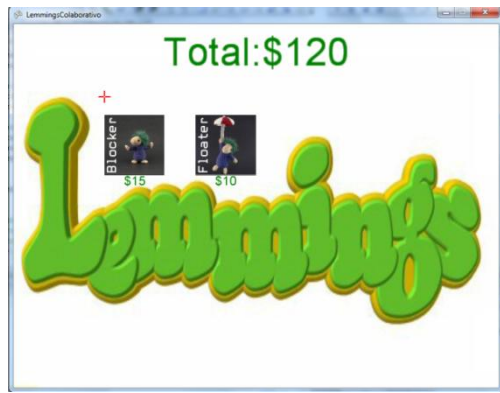 LemmingsColaborativo
Total:$120
Blocker
Floater
$15
$10
Lemmings